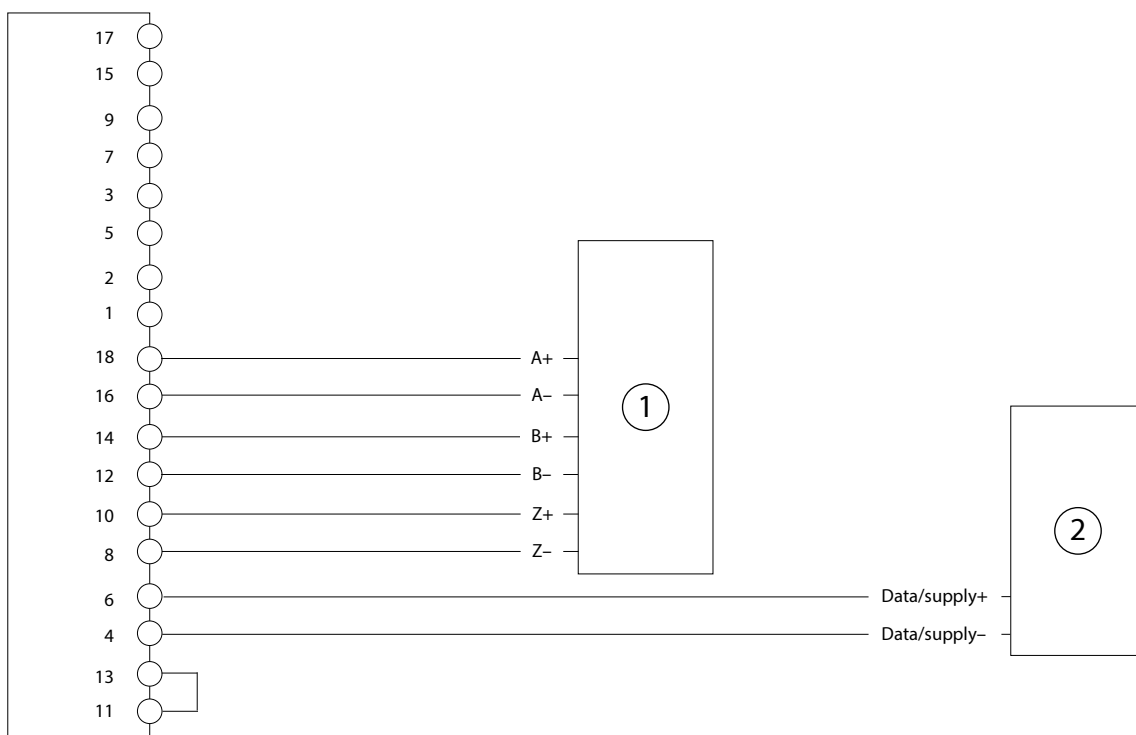 17
15
9
7
3
5
2
1
18 A+
16 A–
14 B+
12 B–
10 Z+
8 Z–
1
2
6 Data/supply+
4 Data/supply–
13
11